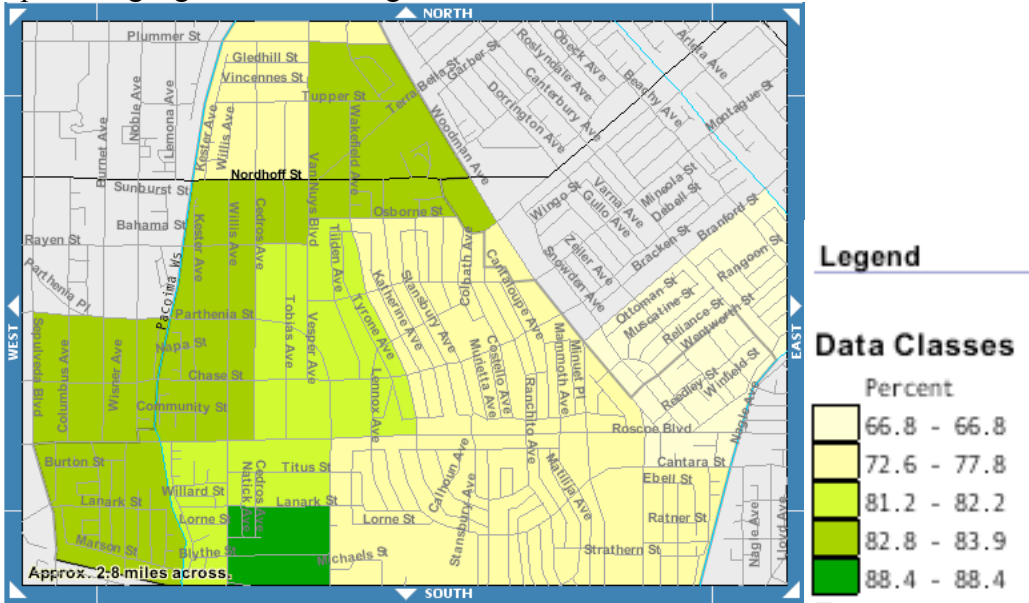 NORTH
Plummer St
Gledhill St
Vincennes St
Tupper St
Terra Bella St
Garber St
Roslyndale Ave
Obeck Ave
Arleta Ave
Canterbury Ave
Beachy Ave
Dorrington Ave
Montague St
Woodman Ave
Burnet Ave
Noble Ave
Lemona Ave
Kester Ave
Willis Ave
Wakefield Ave
Van Nuys Blvd
Nordhoff St
Sunburst St
Bahama St
Rayen St
Parthenia Pl
Kester Ave
Willis Ave
Cedros Ave
Osborne St
Tilden Ave
Colbath Ave
Cantaloupe Ave
Wingo St
Gullo Ave
Varna Ave
Mineola St
Debell St
Zeller Ave
Snowden Ave
Bracken St
Branford St
Rangoon St
Pacoima Ws
WEST
EAST
Parthenia St
Tobias Ave
Vesper Ave
Tyrone Ave
Katherine Ave
Stansbury Ave
Ottoman St
Muscatine St
Reliance St
Wentworth St
Napa St
Chase St
Community St
Sepulveda Blvd
Columbus Ave
Wisner Ave
Lennox Ave
Murietta Ave
Costello Ave
Ranchito Ave
Mammoth Ave
Minuet Pl
Reedley St
Winfield St
Nagle Ave
Roscoe Blvd
Burton St
Titus St
Cantara St
Ebell St
Willard St
Natick Ave
Cedros Ave
Lanark St
Lanark St
Calhoun Ave
Matilija Ave
Lorne St
Lorne St
Stansbury Ave
Ratner St
Marson St
Blythe St
Michaels S
Strathern St
Nagle Ave
Lloyd Ave
Approx. 2.8 miles across.
SOUTH
Legend
Data Classes
Percent
66.8 - 66.8
72.6 - 77.8
81.2 - 82.2
82.8 - 83.9
88.4 - 88.4